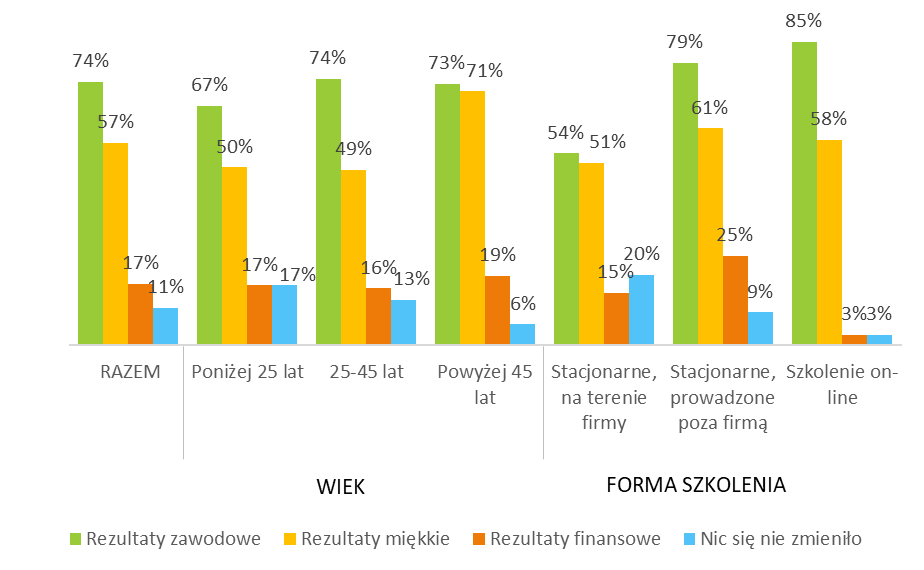 74%
57%
17%
11%
67%
50%
17%
17%
74%
49%
16%
13%
73%
71%
19%
6%
54%
51%
15%
20%
79%
61%
25%
9%
85%
58%
3%
3%
RAZEM
Poniżej 25 lat
25-45 lat
Powyżej 45
lat
Stacjonarne,
na terenie
firmy
Stacjonarne,
prowadzone
poza firmą
Szkolenie on-
line
WIEK
FORMA SZKOLENIA
Rezultaty zawodowe
Rezultaty miękkie
Rezultaty finansowe
Nic się nie zmieniło